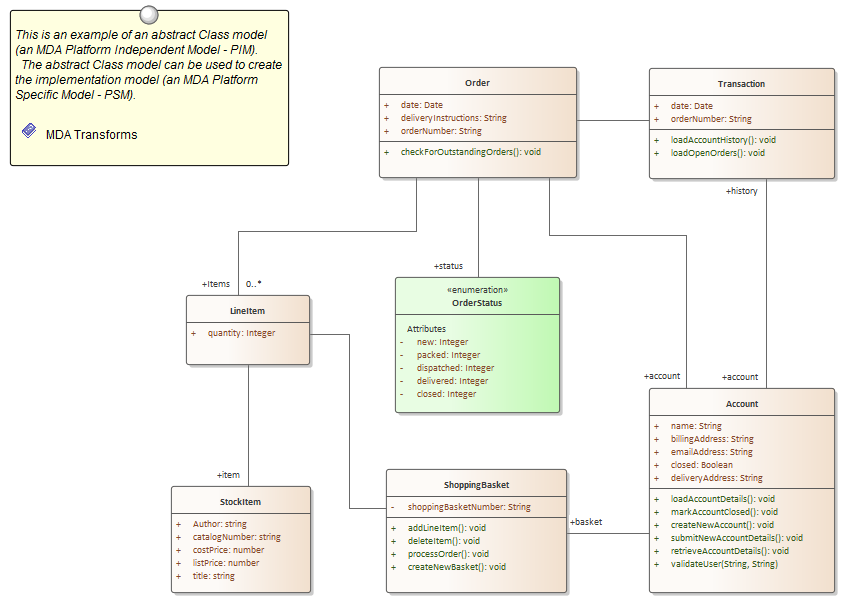 This is an example of an abstract Class model
(an MDA Platform Independent Model - PIM).
The abstract Class model can be used to create
the implementation model (an MDA Platform
Specific Model - PSM).
MDA Transforms
Order
+ date: Date
+ deliveryInstructions: String
+ orderNumber: String
+ checkForOutstandingOrders(): void
Transaction
+ date: Date
+ orderNumber: String
+ loadAccountHistory(): void
+ loadOpenOrders(): void
+history
+status
+Items 0..*
LineItem
+ quantity: Integer
«enumeration»
OrderStatus
Attributes
- new: Integer
- packed: Integer
- dispatched: Integer
- delivered: Integer
- closed: Integer
+account
+account
Account
+ name: String
+ billingAddress: String
+ emailAddress: String
+ closed: Boolean
+ deliveryAddress: String
+ loadAccountDetails(): void
+ markAccountClosed(): void
+ createNewAccount(): void
+ submitNewAccountDetails(): void
+ retrieveAccountDetails(): void
+ validateUser(String, String)
+item
StockItem
+ Author: string
+ catalogNumber: string
+ costPrice: number
+ listPrice: number
+ title: string
ShoppingBasket
- shoppingBasketNumber: String
+ addLineItem(): void
+ deleteItem(): void
+ processOrder(): void
+ createNewBasket(): void
+basket